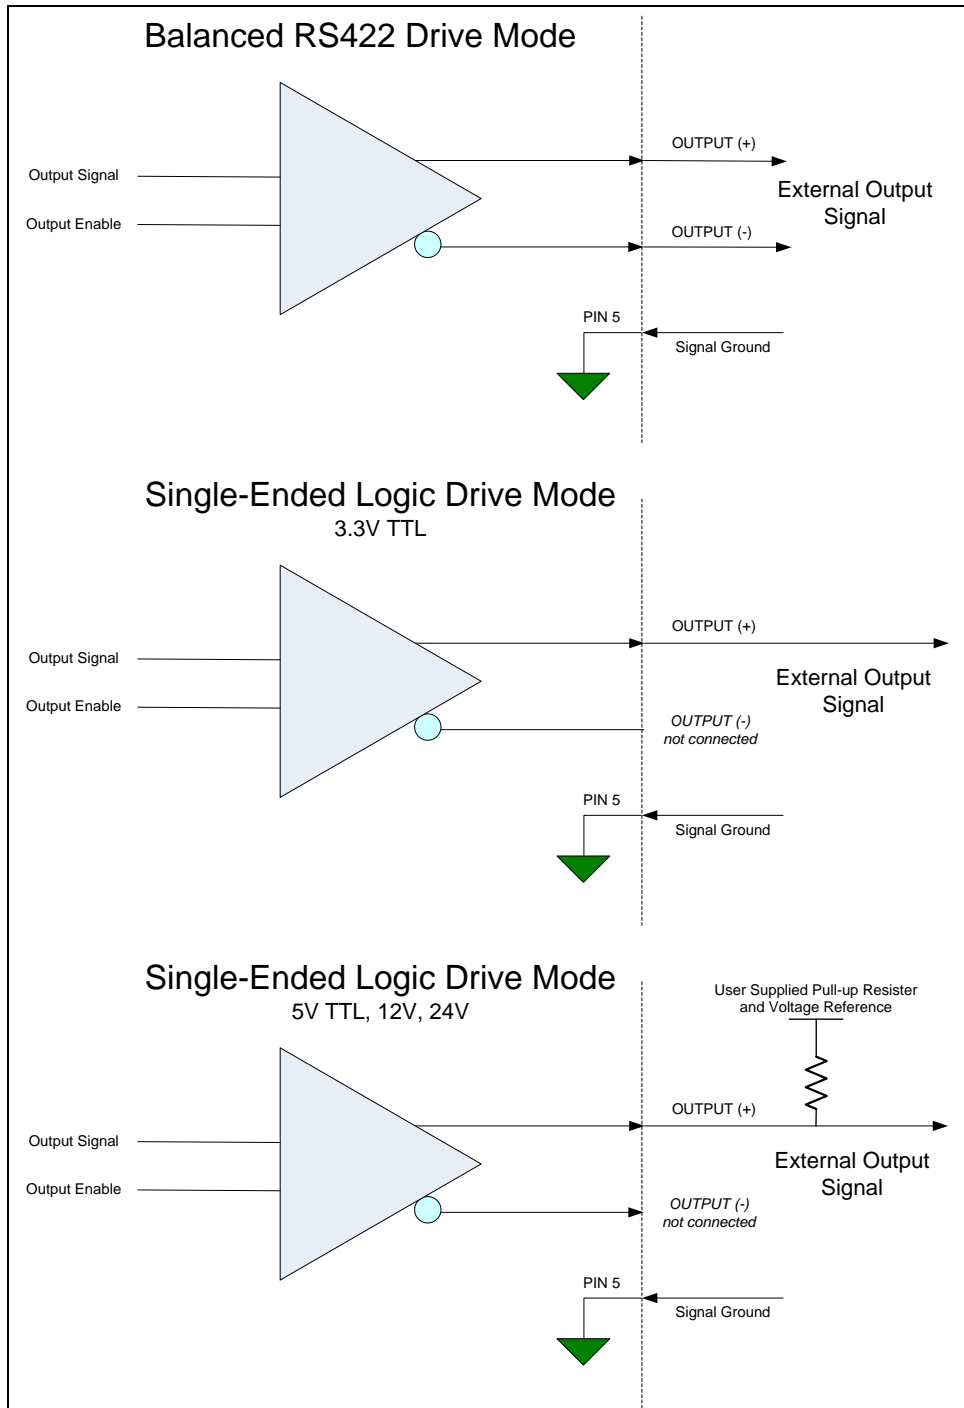 Balanced RS422 Drive Mode
OUTPUT (+)
Output Signal
External Output
Signal
Output Enable
OUTPUT (-)
PIN 5
Signal Ground
Single-Ended Logic Drive Mode
3.3V TTL
OUTPUT (+)
Output Signal
External Output
Signal
Output Enable
OUTPUT (-)
not connected
PIN 5
Signal Ground
Single-Ended Logic Drive Mode
5V TTL, 12V, 24V
User Supplied Pull-up Resister
and Voltage Reference
OUTPUT (+)
Output Signal
External Output
Signal
Output Enable
OUTPUT (-)
not connected
PIN 5
Signal Ground